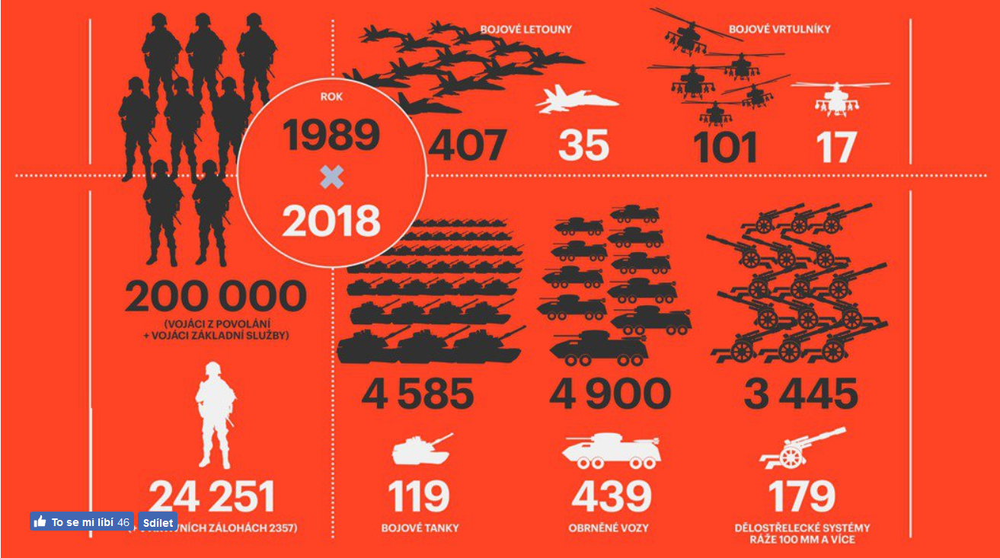 BOJOVÉ LETOUNY
BOJOVÉ VRTULNÍKY
ROK
1989
2018
407
35
101
17
200 000
(VOJÁCI Z POVOLÁNÍ
+ VOJÁCI ZÁKLADNÍ SLUŽBY)
4 585
4 900
3 445
24 251
119
439
179
ZÁLOHÁCH 2357)
BOJOVÉ TANKY
OBRNĚNÉ VOZY
DĚLOSTŘELECKÉ SYSTÉMY
RÁŽE 100 MM A VÍCE
To se mi líbí 46
Sdílet